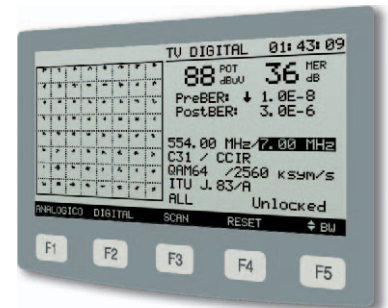 TV DIGITAL 01:43:09
88 POT dBuV 36 MER dB
PreBER: ↓ 1.0E-8
PostBER: 3.0E-6
554.00 MHz/7.00 MHz
C31 / CCIR
QAM64 /2560 Ksym/s
ITU J.83/A
ALL Unlocked
ANALOGICO DIGITAL SCAN RESET ♦ BW
F1 F2 F3 F4 F5